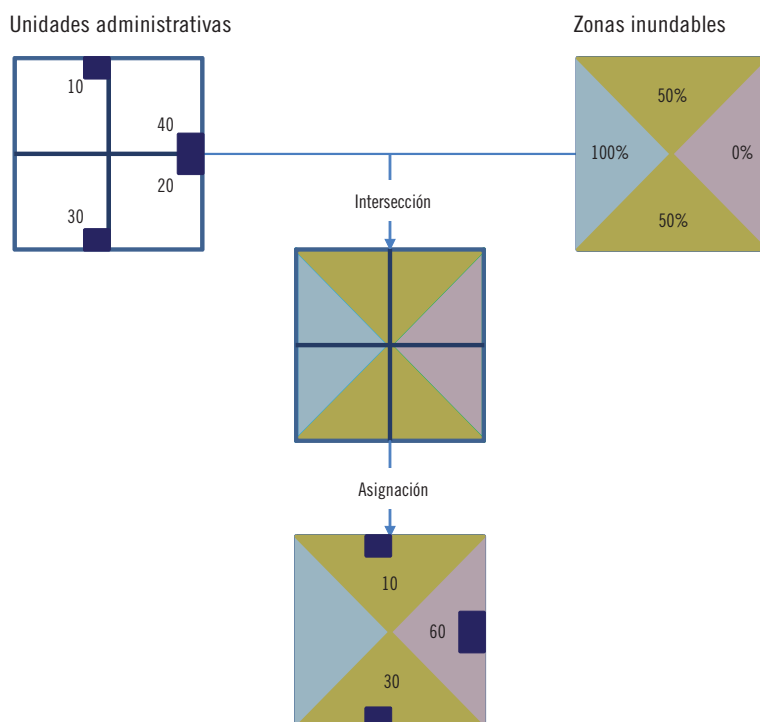 Unidades administrativas
Zonas inundables
10
50%
40
100%
0%
20
Intersección
30
50%
Asignación
10
60
30